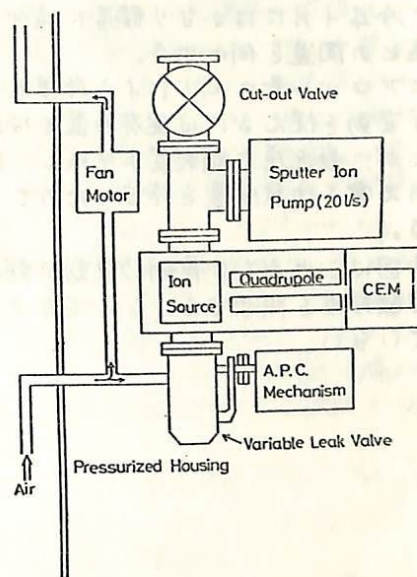 Cut-out Valve
Fan
Motor
Sputter Ion
Pump (20 l/s)
Ion
Source
Quadrupole
C.E.M.
A.P.C.
Mechanism
Variable Leak Valve
Pressurized Housing
Air